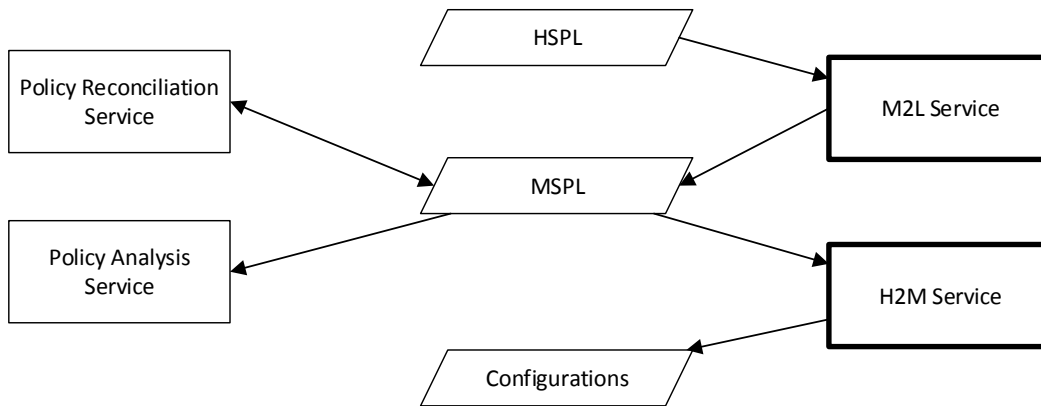 HSPL
Policy Reconciliation
Service
M2L Service
MSPL
Policy Analysis
Service
H2M Service
Configurations